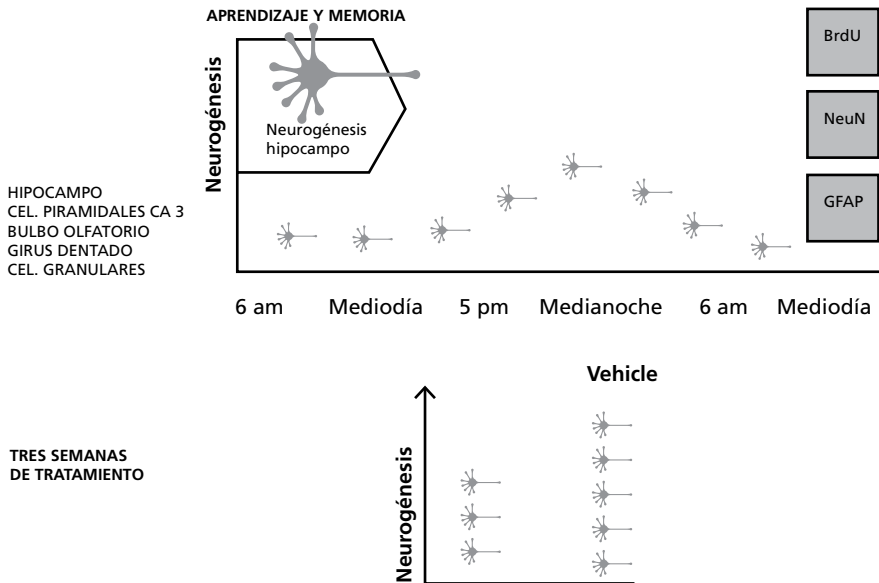 APRENDIZAJE Y MEMORIA
Neurogénesis
Neurogénesis
hipocampo
BrdU
NeuN
GFAP
HIPOCAMPO
CEL. PIRAMIDALES CA 3
BULBO OLFATORIO
GIRUS DENTADO
CEL. GRANULARES
6 am Mediodía 5 pm Medianoche 6 am Mediodía
Vehicle
TRES SEMANAS
DE TRATAMIENTO
Neurogénesis